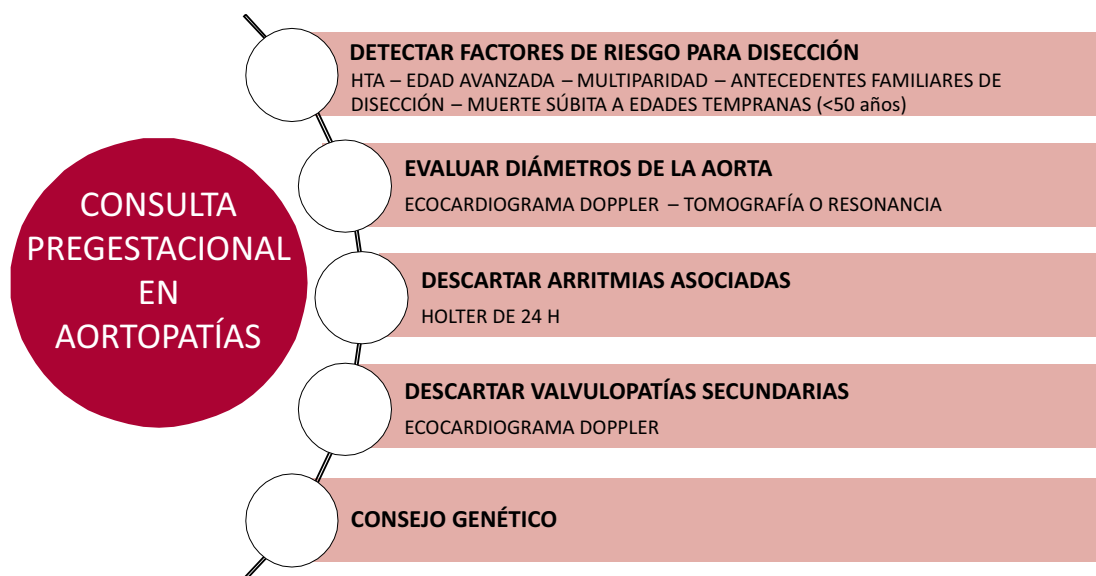 CONSULTA
PREGESTACIONAL
EN
AORTOPATÍAS
DETECTAR FACTORES DE RIESGO PARA DISECCIÓN
HTA – EDAD AVANZADA – MULTIPARIDAD – ANTECEDENTES FAMILIARES DE
DISECCIÓN – MUERTE SÚBITA A EDADES TEMPRANAS (<50 años)
EVALUAR DIÁMETROS DE LA AORTA
ECOCARDIOGRAMA DOPPLER – TOMOGRAFÍA O RESONANCIA
DESCARTAR ARRITMIAS ASOCIADAS
HOLTER DE 24 H
DESCARTAR VALVULOPATÍAS SECUNDARIAS
ECOCARDIOGRAMA DOPPLER
CONSEJO GENÉTICO